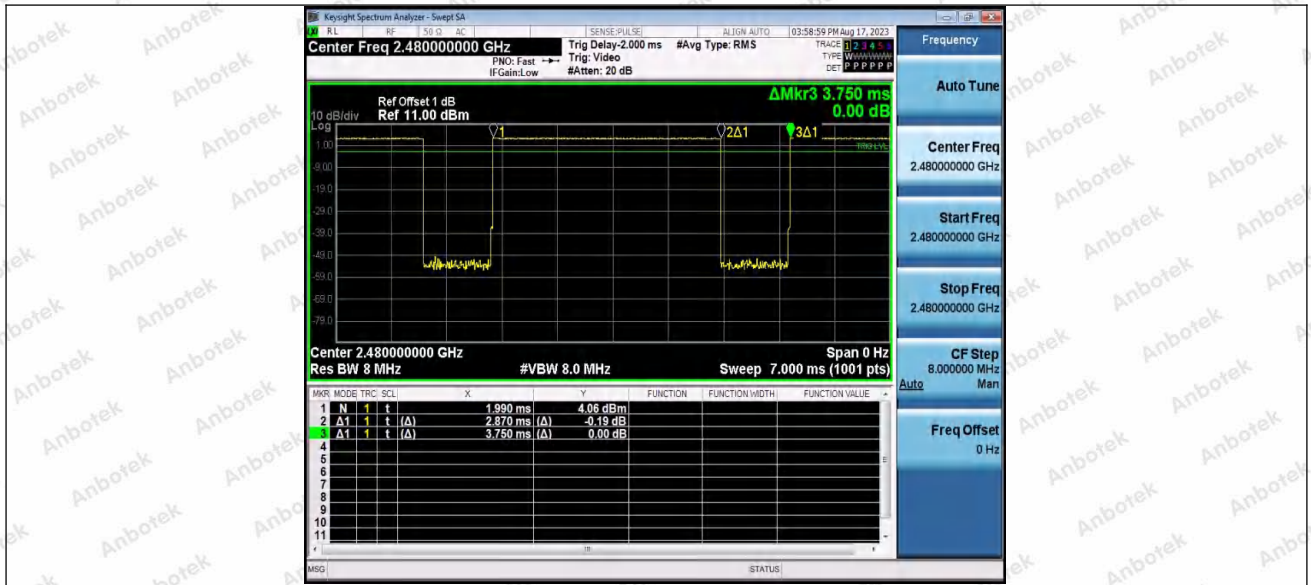 Keysight Spectrum Analyzer - Swept SA
RL RF 50 Ω AC SENSE:PULSE ALIGN AUTO 03:58:59 PM Aug 17, 2023
Center Freq 2.480000000 GHz
PNO: Fast
IFGain:Low
Trig Delay-2.000 ms
Trig: Video
#Atten: 20 dB
#Avg Type: RMS
TRACE 1 2 3 4 5 6
TYPE W
DET P P P P P P
ΔMkr3 3.750 ms
0.00 dB
Ref Offset 1 dB
10 dB/div Ref 11.00 dBm
Log
1 2Δ1 3Δ1
TRIG LVL
1.00
-9.00
-19.0
-29.0
-39.0
-49.0
-59.0
-69.0
-79.0
Center 2.480000000 GHz Span 0 Hz
Res BW 8 MHz #VBW 8.0 MHz Sweep 7.000 ms (1001 pts)
MKR MODE TRC SCL X Y FUNCTION FUNCTION WIDTH FUNCTION VALUE
1 N 1 t 1.990 ms 4.06 dBm
2 Δ1 1 t (Δ) 2.870 ms (Δ) -0.19 dB
3 Δ1 1 t (Δ) 3.750 ms (Δ) 0.00 dB
4
5
6
7
8
9
10
11
MSG STATUS
Frequency
Auto Tune
Center Freq
2.480000000 GHz
Start Freq
2.480000000 GHz
Stop Freq
2.480000000 GHz
CF Step
8.000000 MHz
Auto Man
Freq Offset
0 Hz
Anbotek